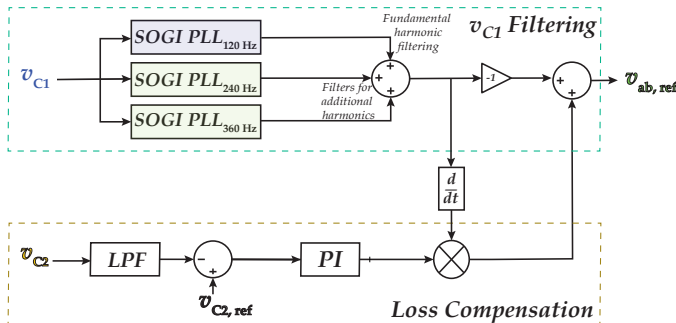 Fundamental
harmonic
filtering
v_C1 Filtering
SOGI PLL_120 Hz
v_C1
SOGI PLL_240 Hz
+
+
+
-1
+
+
v_ab, ref
Filters for
additional
harmonics
SOGI PLL_360 Hz
d
dt
v_C2
LPF
−
+
PI
v_C2, ref
Loss Compensation